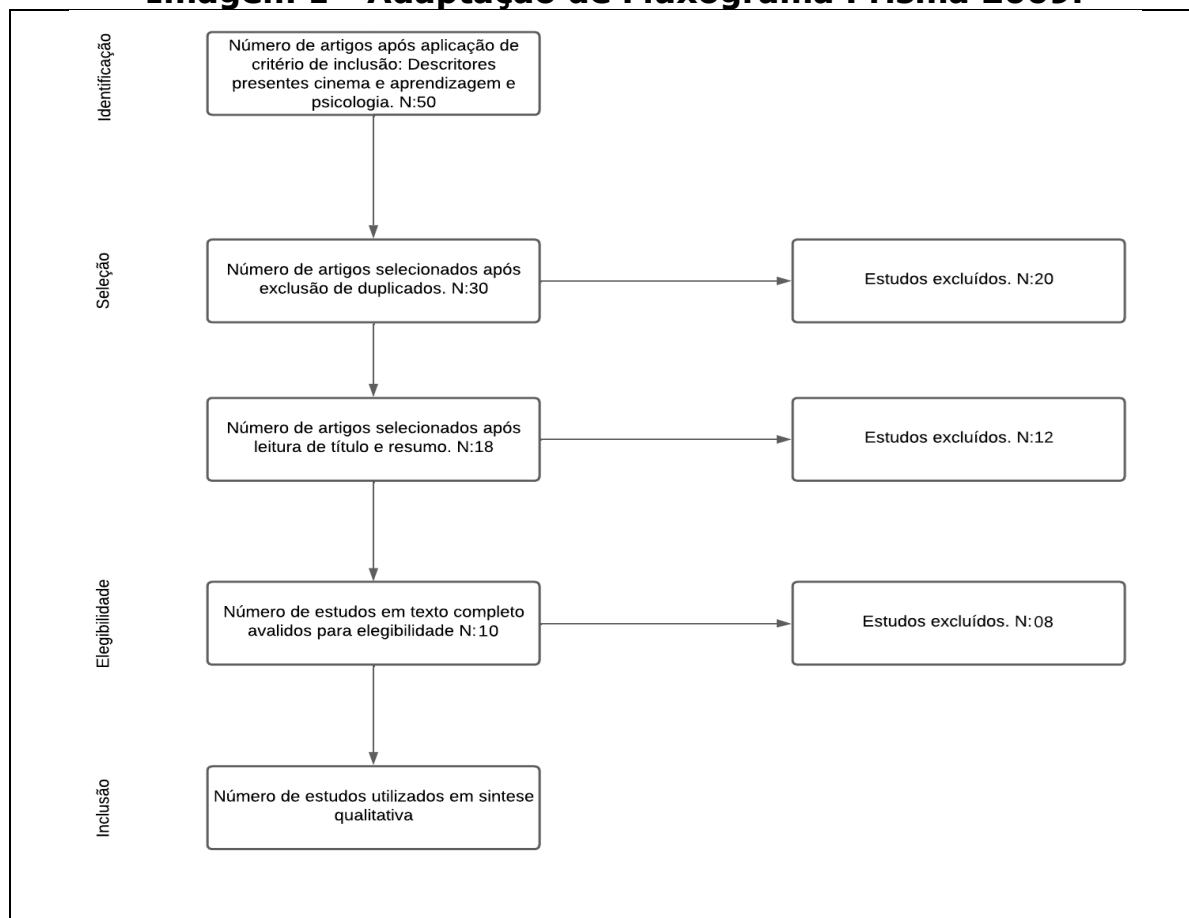 Imagem 1 - Adaptação de Fluxograma Prisma 2009.
Identificação
Número de artigos após aplicação de
critério de inclusão: Descritores
presentes cinema e aprendizagem e
psicologia. N:50
Seleção
Número de artigos selecionados após
exclusão de duplicados. N:30
Estudos excluídos. N:20
Número de artigos selecionados após
leitura de título e resumo. N:18
Estudos excluídos. N:12
Elegibilidade
Número de estudos em texto completo
avalidos para elegibilidade N:10
Estudos excluídos. N:08
Inclusão
Número de estudos utilizados em sintese
qualitativa